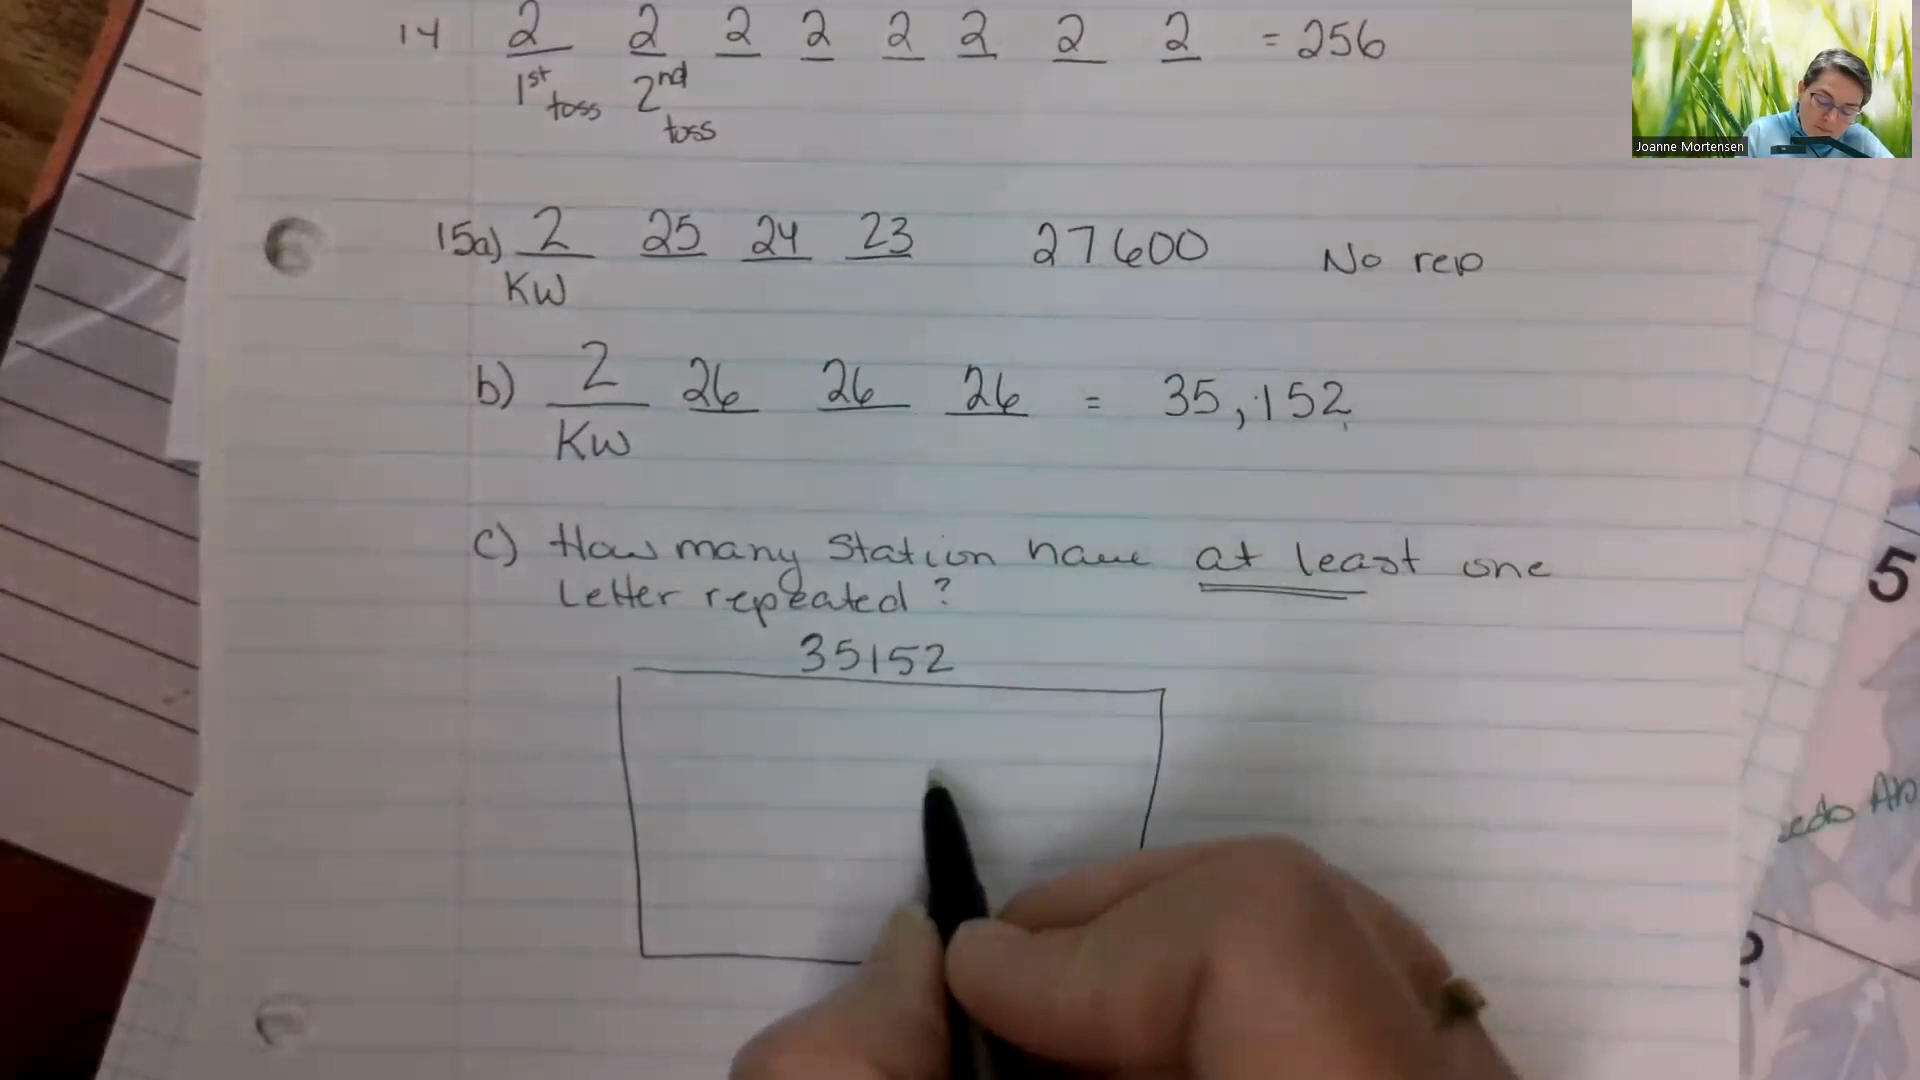 14 2 2 2 2 2 2 2 2 = 256
1st toss 2nd toss
Joanne Mortensen
15a) 2 25 24 23 27600 No rep
KW
b) 2 26 26 26 = 35,152
KW
c) How many Station have at least one
Letter repeated?
35152
5